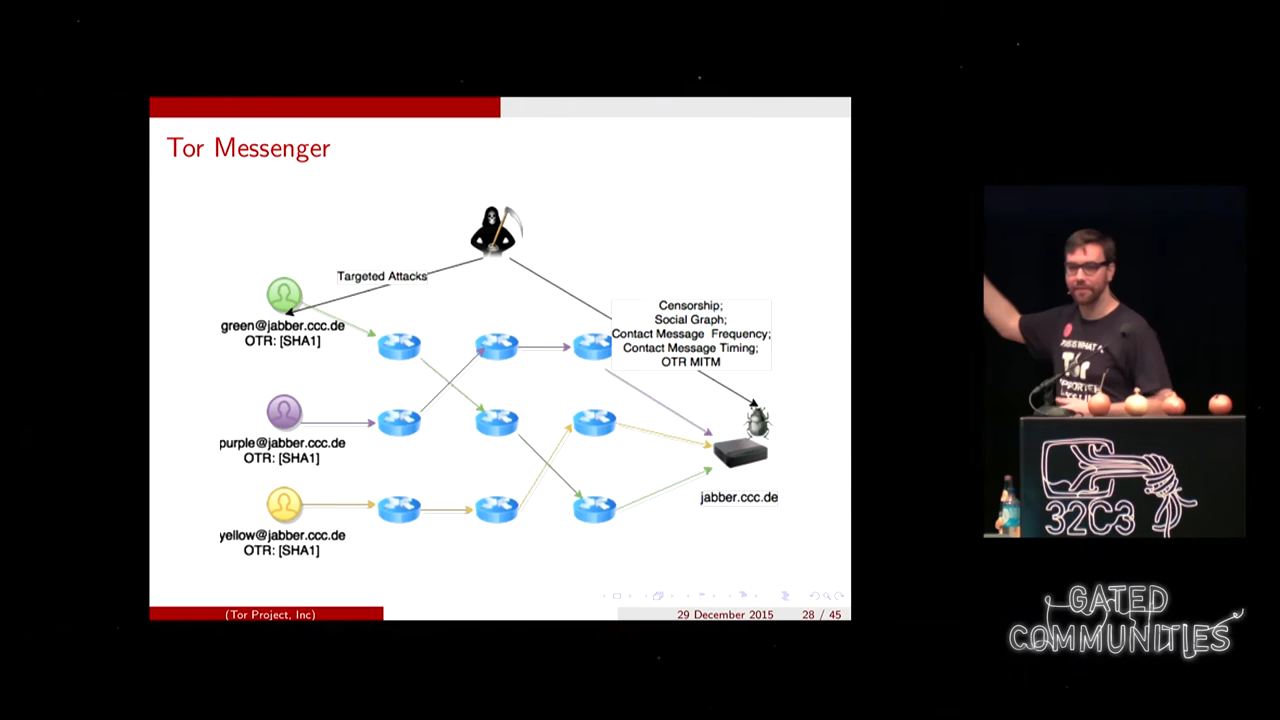 Tor Messenger
Targeted Attacks
Censorship;
Social Graph;
Contact Message Frequency;
Contact Message Timing;
OTR MITM
green@jabber.ccc.de
OTR: [SHA1]
purple@jabber.ccc.de
OTR: [SHA1]
yellow@jabber.ccc.de
OTR: [SHA1]
jabber.ccc.de
(Tor Project, Inc)
29 December 2015
28 / 45
Tor
32C3
GATED
COMMUNITIES